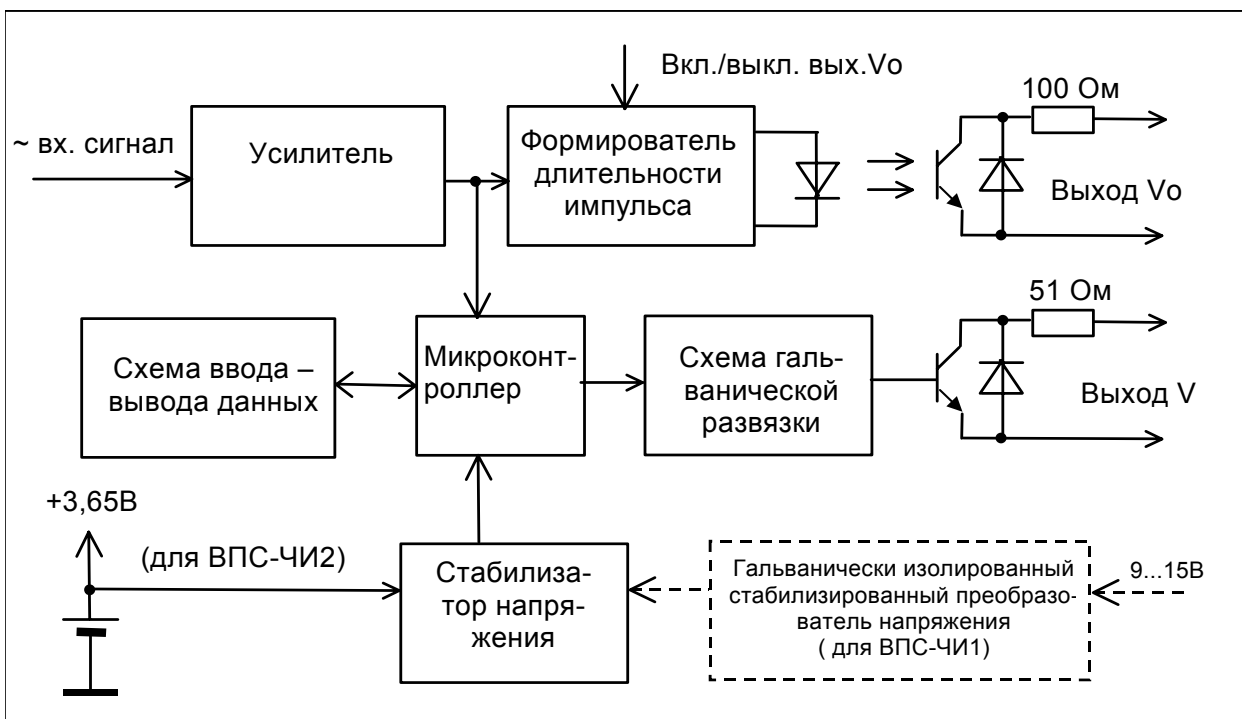 Вкл./выкл. вых.Vo
100 Ом
~ вх. сигнал
Усилитель
Формирователь
длительности
импульса
Выход Vo
51 Ом
Схема ввода –
вывода данных
Микроконт-
роллер
Схема галь-
ванической
развязки
Выход V
+3,65В
(для ВПС-ЧИ2)
Стабилиза-
тор напря-
жения
Гальванически изолированный
стабилизированный преобразо-
ватель напряжения
( для ВПС-ЧИ1)
9...15В